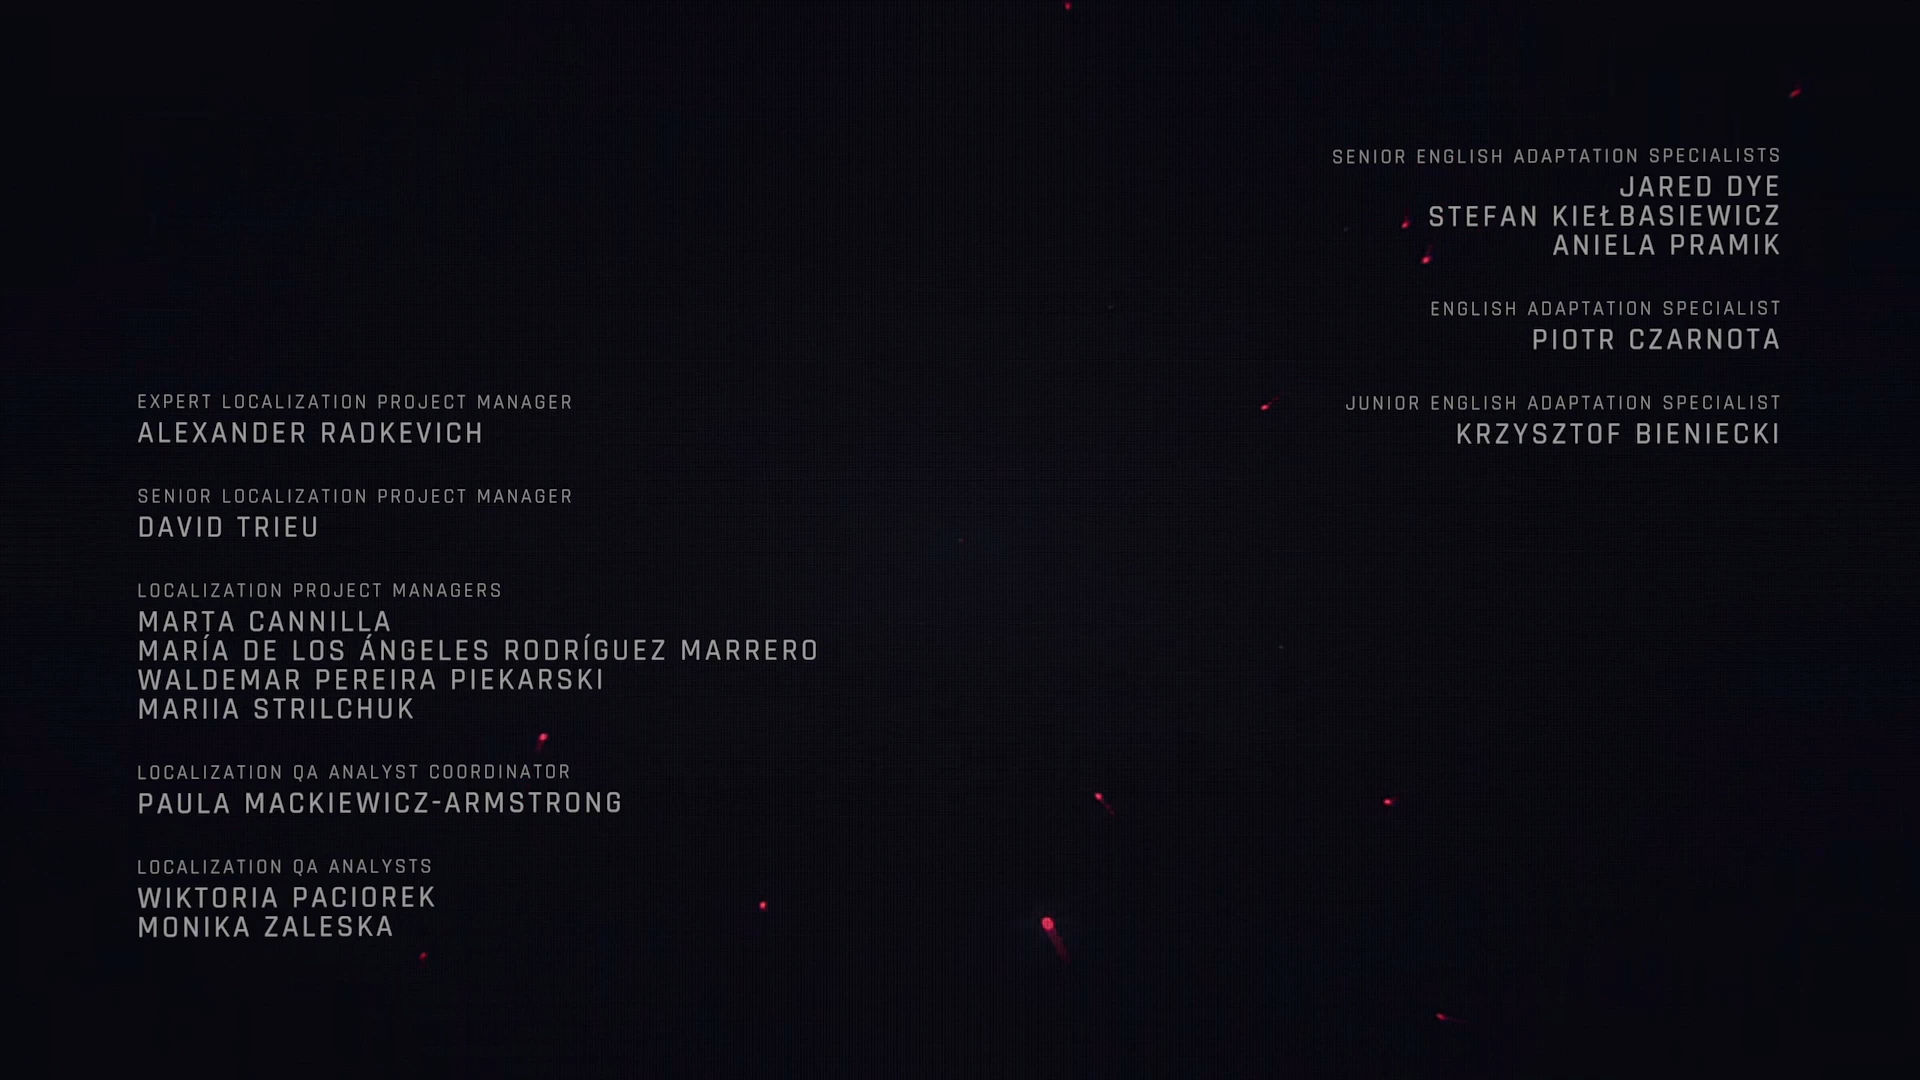 EXPERT LOCALIZATION PROJECT MANAGER
ALEXANDER RADKEVICH
SENIOR LOCALIZATION PROJECT MANAGER
DAVID TRIEU
LOCALIZATION PROJECT MANAGERS
MARTA CANNILLA
MARÍA DE LOS ÁNGELES RODRÍGUEZ MARRERO
WALDEMAR PEREIRA PIEKARSKI
MARIIA STRILCHUK
LOCALIZATION QA ANALYST COORDINATOR
PAULA MACKIEWICZ-ARMSTRONG
LOCALIZATION QA ANALYSTS
WIKTORIA PACIOREK
MONIKA ZALESKA
SENIOR ENGLISH ADAPTATION SPECIALISTS
JARED DYE
STEFAN KIEŁBASIEWICZ
ANIELA PRAMIK
ENGLISH ADAPTATION SPECIALIST
PIOTR CZARNOTA
JUNIOR ENGLISH ADAPTATION SPECIALIST
KRZYSZTOF BIENIECKI